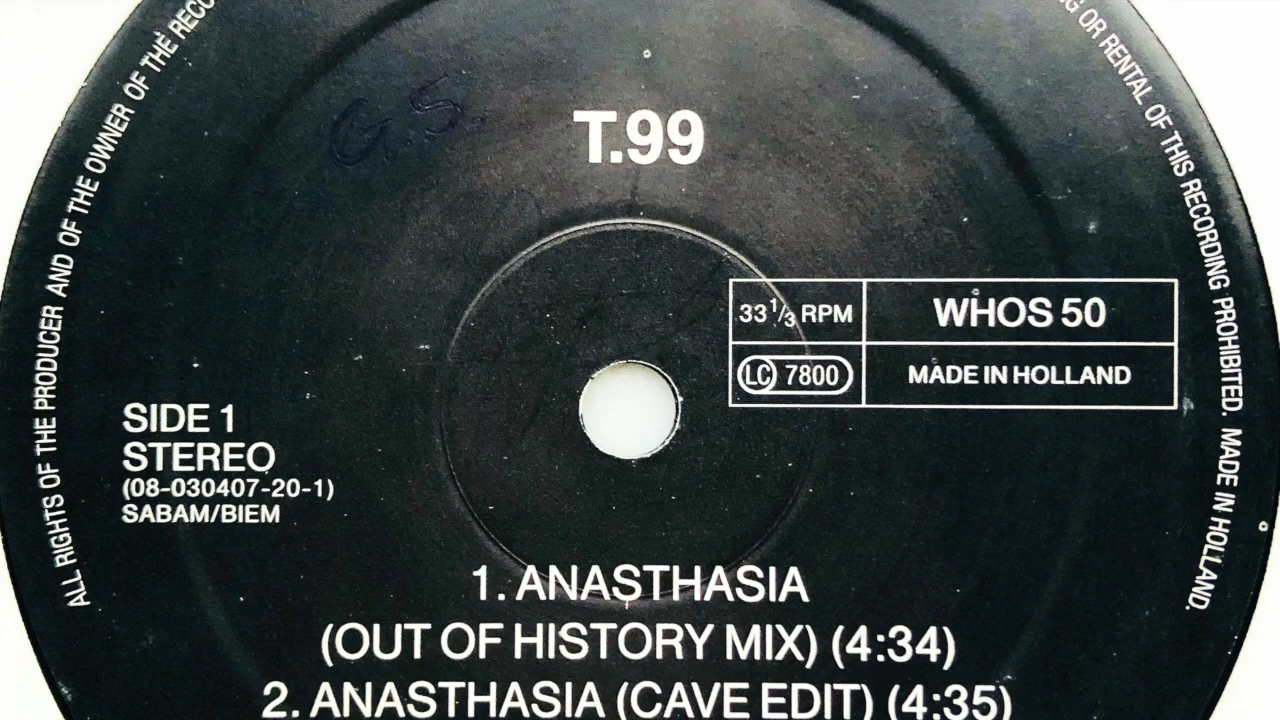 ALL RIGHTS OF THE PRODUCER AND OF THE OWNER OF THE
OR RENTAL OF THIS RECORDING PROHIBITED. MADE IN HOLLAND.
G.S.
T.99
33 1/3 RPM
WHOS 50
LC 7800
MADE IN HOLLAND
SIDE 1
STEREO
(08-030407-20-1)
SABAM/BIEM
1. ANASTHASIA
(OUT OF HISTORY MIX) (4:34)
2. ANASTHASIA (CAVE EDIT) (4:35)